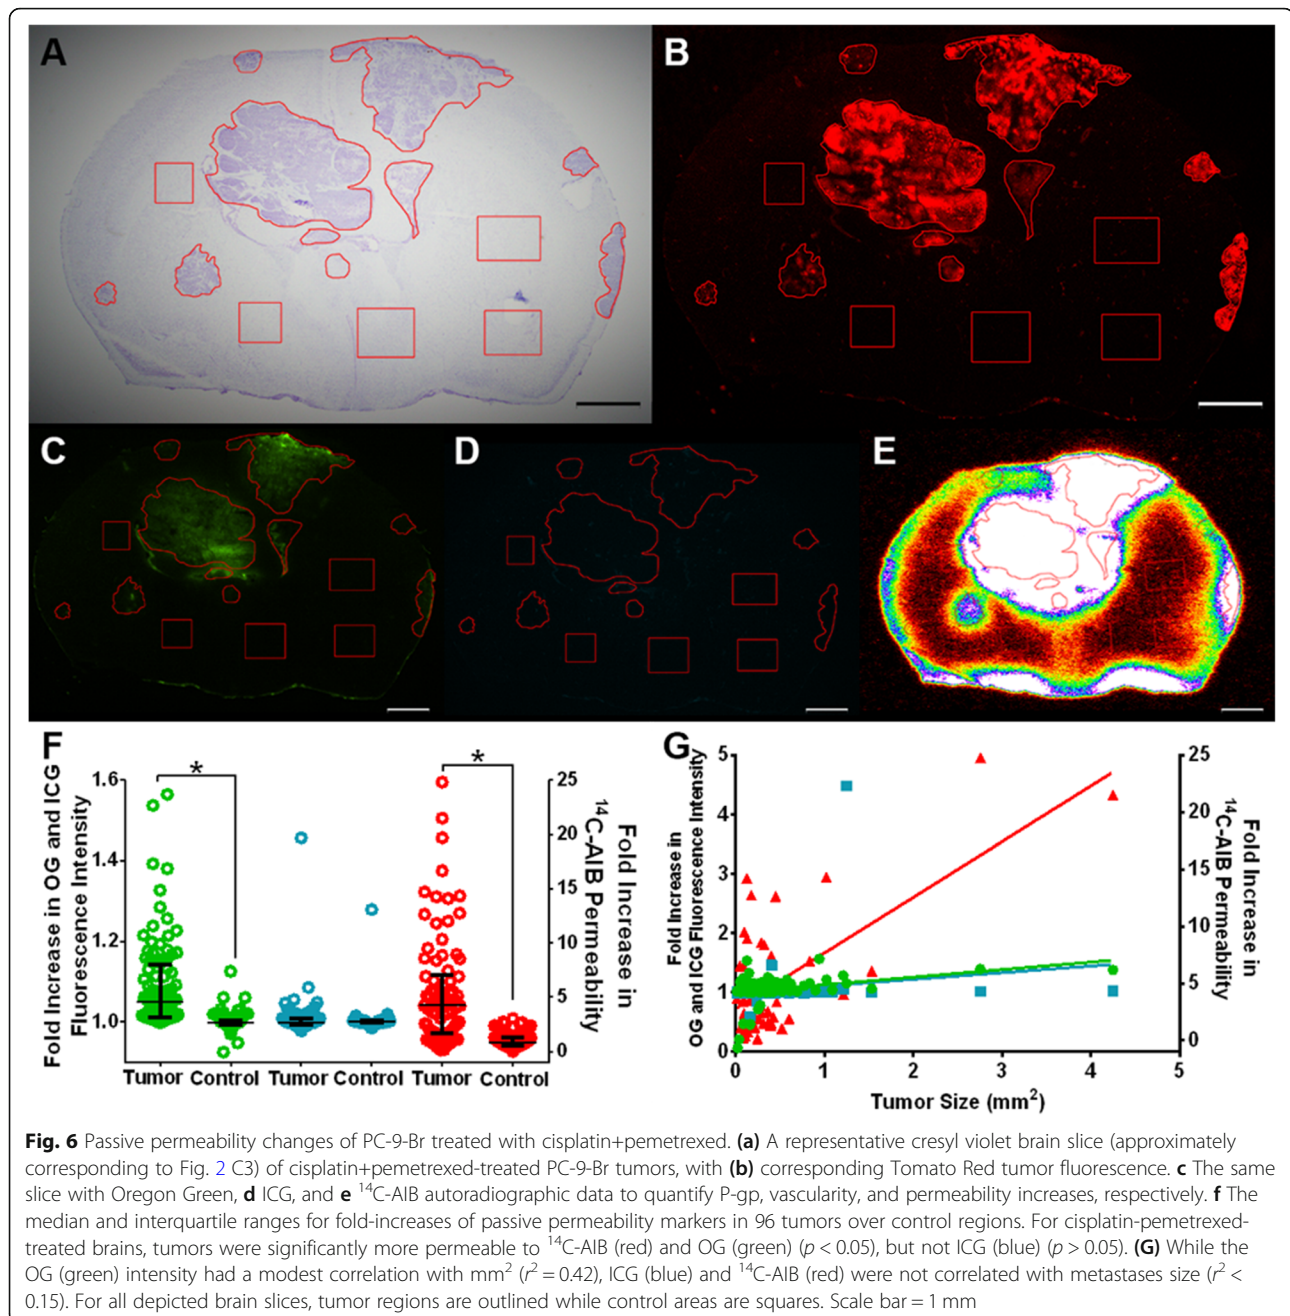 A
B
C
D
E
F
G
Fold Increase in OG and ICG
Fluorescence Intensity
1.6
1.4
1.2
1.0
*
*
25
20
15
10
5
0
Fold Increase in
¹⁴C-AIB Permeability
Tumor Control Tumor Control Tumor Control
Fold Increase in
OG and ICG Fluorescence Intensity
5
4
3
2
1
0
25
20
15
10
5
0
Fold Increase in
¹⁴C-AIB Permeability
0 1 2 3 4 5
Tumor Size (mm²)
Fig. 6 Passive permeability changes of PC-9-Br treated with cisplatin+pemetrexed. (a) A representative cresyl violet brain slice (approximately
corresponding to Fig. 2 C3) of cisplatin+pemetrexed-treated PC-9-Br tumors, with (b) corresponding Tomato Red tumor fluorescence. c The same
slice with Oregon Green, d ICG, and e ¹⁴C-AIB autoradiographic data to quantify P-gp, vascularity, and permeability increases, respectively. f The
median and interquartile ranges for fold-increases of passive permeability markers in 96 tumors over control regions. For cisplatin-pemetrexed-
treated brains, tumors were significantly more permeable to ¹⁴C-AIB (red) and OG (green) (p < 0.05), but not ICG (blue) (p > 0.05). (G) While the
OG (green) intensity had a modest correlation with mm² (r² = 0.42), ICG (blue) and ¹⁴C-AIB (red) were not correlated with metastases size (r² <
0.15). For all depicted brain slices, tumor regions are outlined while control areas are squares. Scale bar = 1 mm